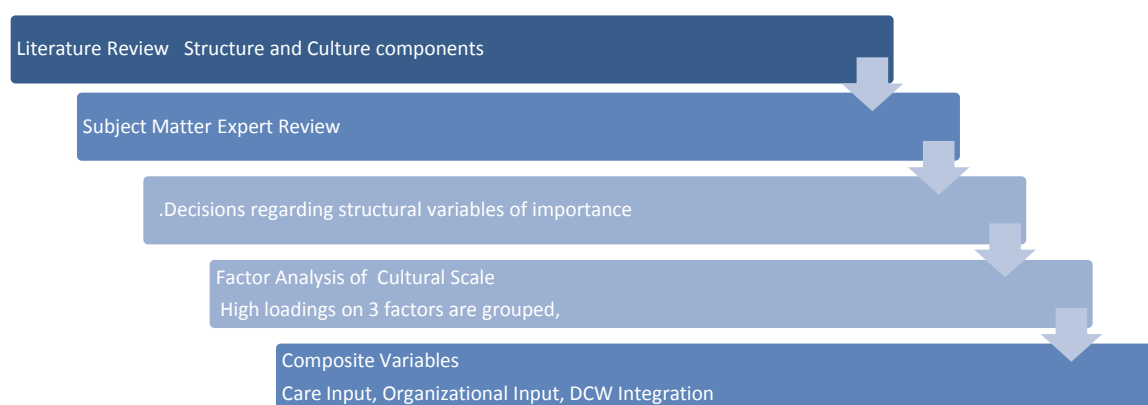 Literature Review   Structure and Culture components
Subject Matter Expert Review
.Decisions regarding structural variables of importance
Factor Analysis of  Cultural Scale
High loadings on 3 factors are grouped,
Composite Variables
Care Input, Organizational Input, DCW Integration